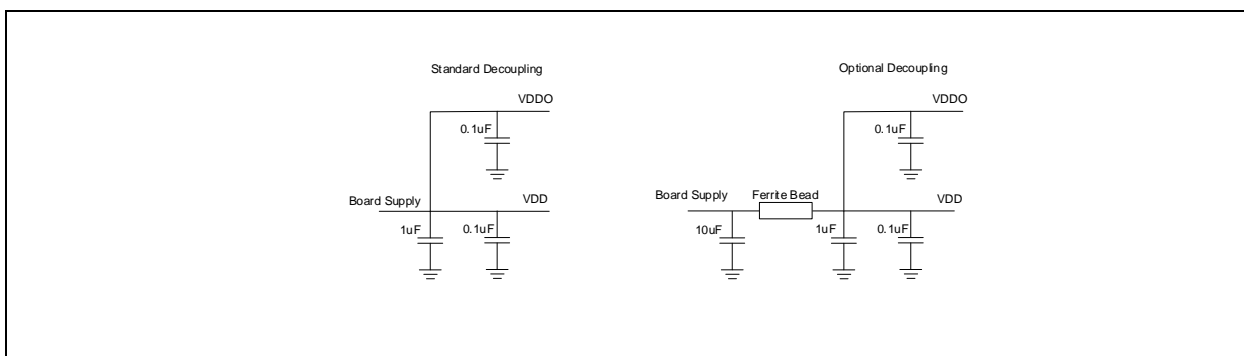 Standard Decoupling
VDDO
0.1uF
Board Supply
VDD
1uF
0.1uF
Optional Decoupling
VDDO
0.1uF
Board Supply
Ferrite Bead
VDD
10uF
1uF
0.1uF